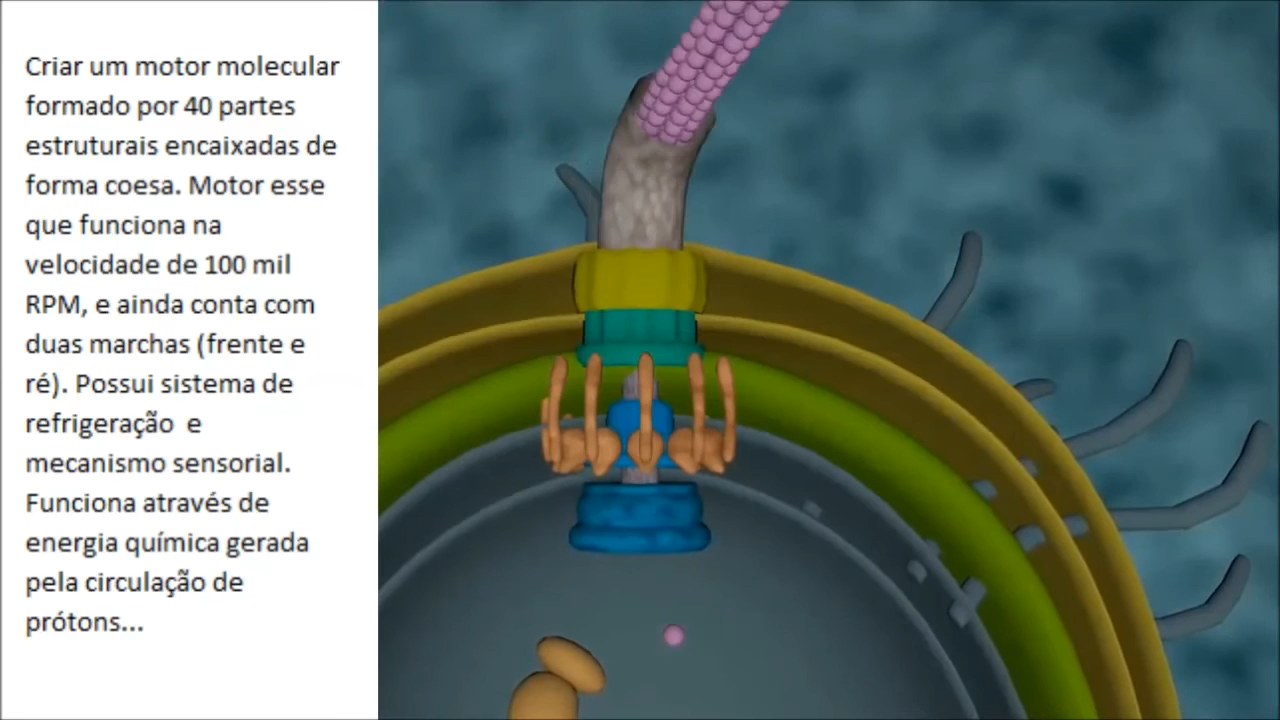 Criar um motor molecular
formado por 40 partes
estruturais encaixadas de
forma coesa. Motor esse
que funciona na
velocidade de 100 mil
RPM, e ainda conta com
duas marchas (frente e
ré). Possui sistema de
refrigeração  e
mecanismo sensorial.
Funciona através de
energia química gerada
pela circulação de
prótons...